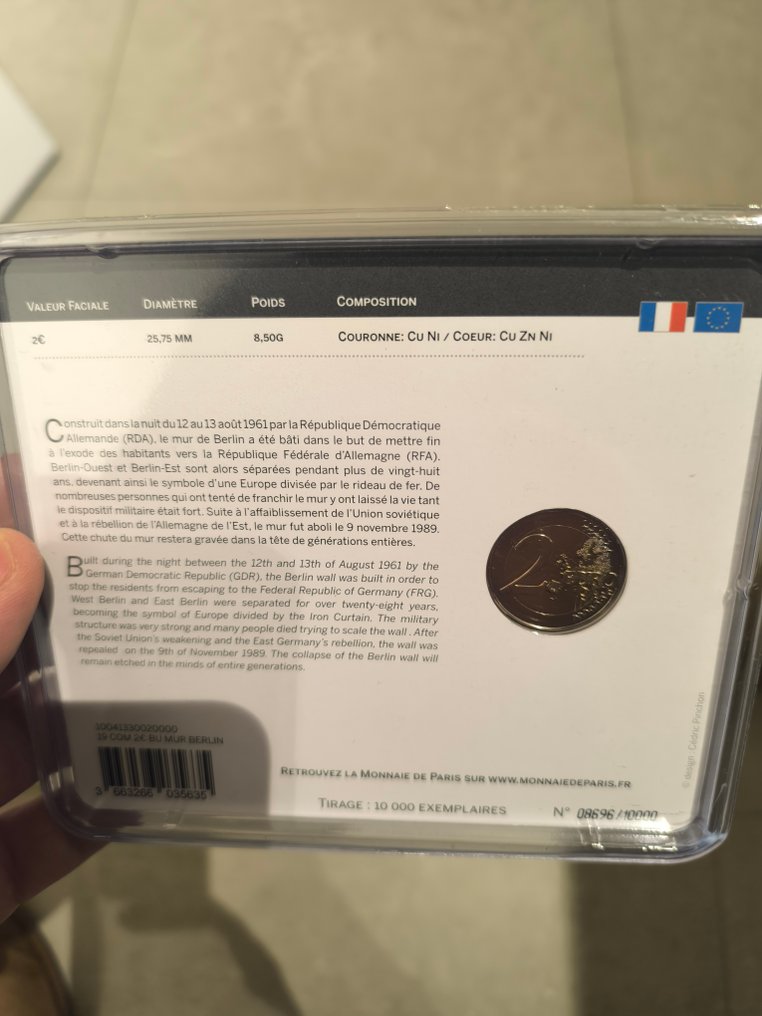 VALEUR FACIALE DIAMÈTRE POIDS COMPOSITION
2€ 25,75 MM 8,50G COURONNE: CU NI / COEUR: CU ZN NI
Construit dans la nuit du 12 au 13 août 1961 par la République Démocratique
Allemande (RDA), le mur de Berlin a été bâti dans le but de mettre fin
à l'exode des habitants vers la République Fédérale d'Allemagne (RFA).
Berlin-Ouest et Berlin-Est sont alors séparées pendant plus de vingt-huit
ans, devenant ainsi le symbole d'une Europe divisée par le rideau de fer. De
nombreuses personnes qui ont tenté de franchir le mur y ont laissé la vie tant
le dispositif militaire était fort. Suite à l'affaiblissement de l'Union soviétique
et à la rébellion de l'Allemagne de l'Est, le mur fut aboli le 9 novembre 1989.
Cette chute du mur restera gravée dans la tête de générations entières.
Built during the night between the 12th and 13th of August 1961 by the
German Democratic Republic (GDR), the Berlin wall was built in order to
stop the residents from escaping to the Federal Republic of Germany (FRG).
West Berlin and East Berlin were separated for over twenty-eight years,
becoming the symbol of Europe divided by the Iron Curtain. The military
structure was very strong and many people died trying to scale the wall . After
the Soviet Union's weakening and the East Germany's rebellion, the wall was
repealed on the 9th of November 1989. The collapse of the Berlin wall will
remain etched in the minds of entire generations.
2
10041330020000
19 COM 2€ BU MUR BERLIN
3 663266 035635
RETROUVEZ LA MONNAIE DE PARIS SUR WWW.MONNAIEDEPARIS.FR
TIRAGE : 10 000 EXEMPLAIRES N° 08696/10000
© design : Cédric Pinchon